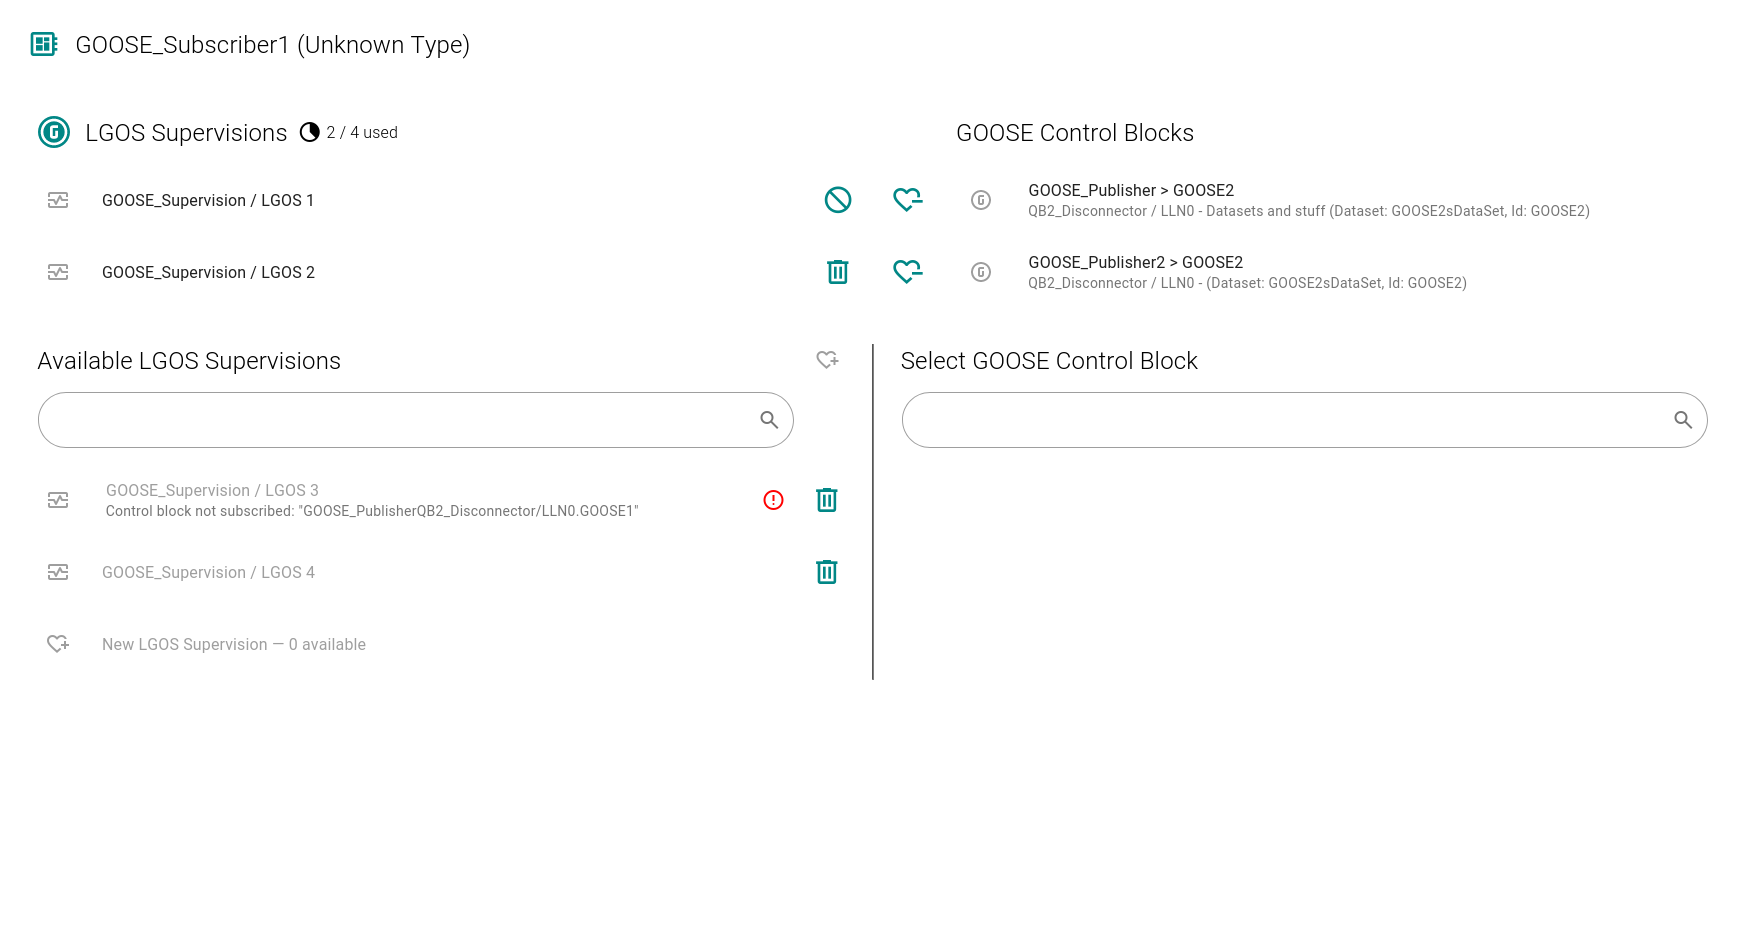 GOOSE_Subscriber1 (Unknown Type)
LGOS Supervisions 2 / 4 used
GOOSE Control Blocks
GOOSE_Supervision / LGOS 1
GOOSE_Publisher > GOOSE2
QB2_Disconnector / LLN0 - Datasets and stuff (Dataset: GOOSE2sDataSet, Id: GOOSE2)
GOOSE_Supervision / LGOS 2
GOOSE_Publisher2 > GOOSE2
QB2_Disconnector / LLN0 - (Dataset: GOOSE2sDataSet, Id: GOOSE2)
Available LGOS Supervisions
Select GOOSE Control Block
GOOSE_Supervision / LGOS 3
Control block not subscribed: "GOOSE_PublisherQB2_Disconnector/LLN0.GOOSE1"
GOOSE_Supervision / LGOS 4
New LGOS Supervision — 0 available